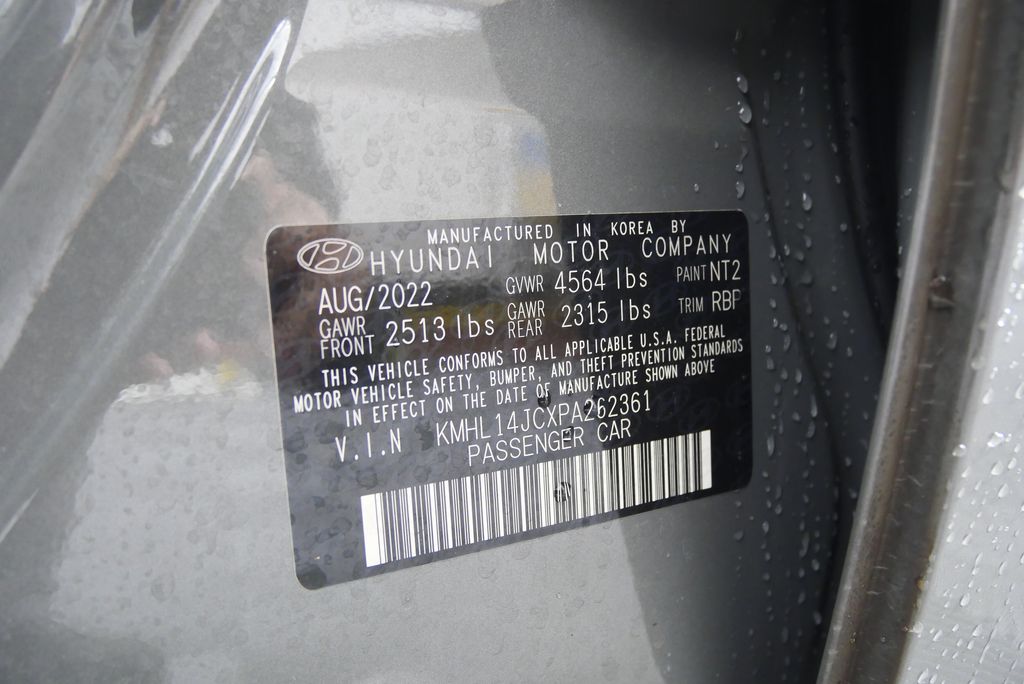 MANUFACTURED IN KOREA BY
HYUNDAI MOTOR COMPANY
AUG/2022 GVWR 4564 lbs PAINT NT2
GAWR FRONT 2513 lbs GAWR REAR 2315 lbs TRIM RBP
THIS VEHICLE CONFORMS TO ALL APPLICABLE U.S.A. FEDERAL
MOTOR VEHICLE SAFETY, BUMPER, AND THEFT PREVENTION STANDARDS
IN EFFECT ON THE DATE OF MANUFACTURE SHOWN ABOVE
V.I.N KMHL14JCXPA262361
PASSENGER CAR